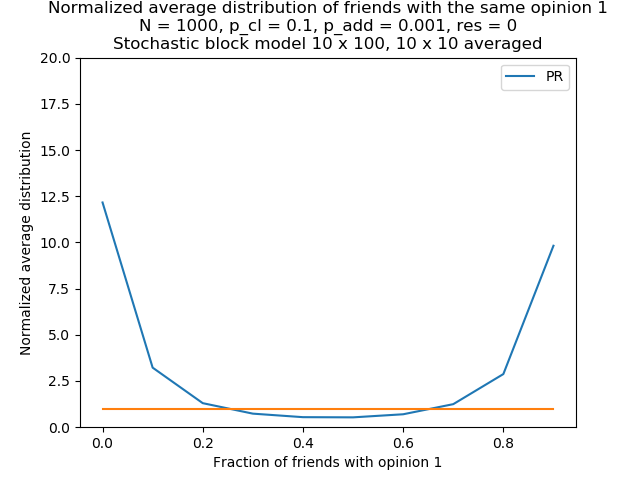 Normalized average distribution of friends with the same opinion 1
N = 1000, p_cl = 0.1, p_add = 0.001, res = 0
Stochastic block model 10 x 100, 10 x 10 averaged
PR
20.0
17.5
15.0
12.5
10.0
7.5
5.0
2.5
0.0
Normalized average distribution
0.0 0.2 0.4 0.6 0.8
Fraction of friends with opinion 1